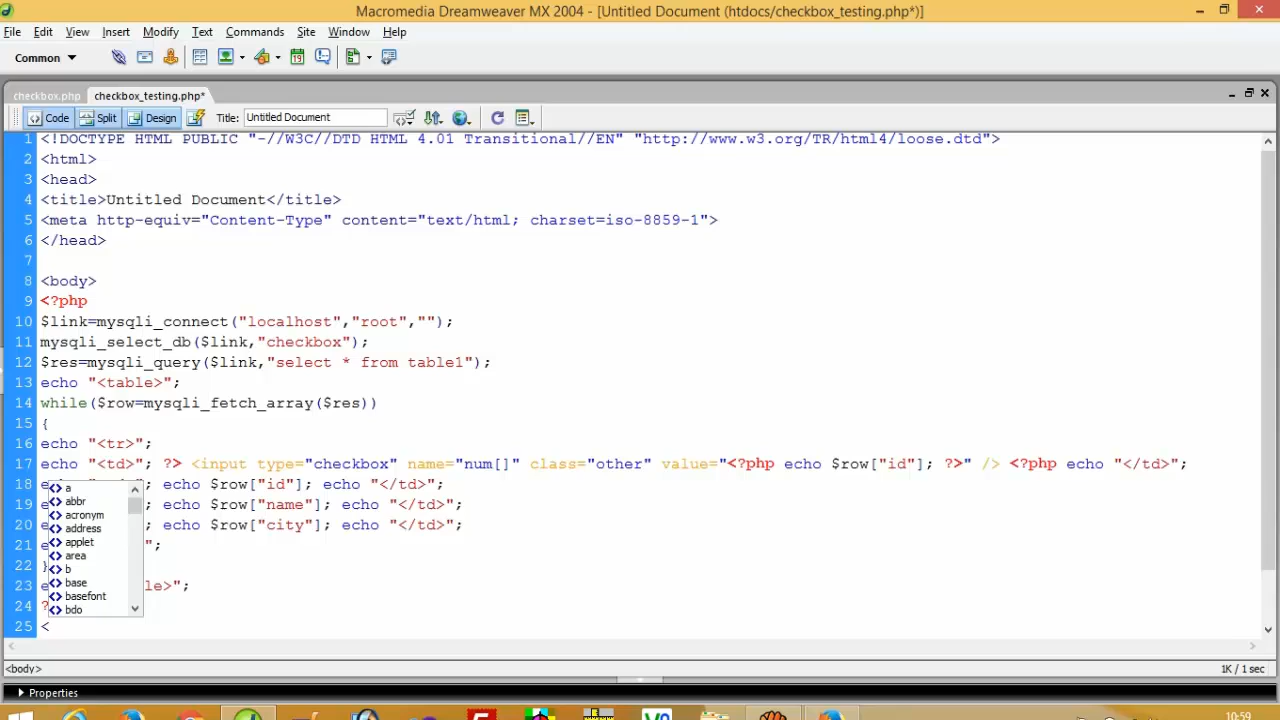 Macromedia Dreamweaver MX 2004 - [Untitled Document (htdocs/checkbox_testing.php*)]
File Edit View Insert Modify Text Commands Site Window Help
Common
checkbox.php checkbox_testing.php*
Code Split Design Title: Untitled Document
1 <!DOCTYPE HTML PUBLIC "-//W3C//DTD HTML 4.01 Transitional//EN" "http://www.w3.org/TR/html4/loose.dtd">
2 <html>
3 <head>
4 <title>Untitled Document</title>
5 <meta http-equiv="Content-Type" content="text/html; charset=iso-8859-1">
6 </head>
7
8 <body>
9 <?php
10 $link=mysqli_connect("localhost","root","");
11 mysqli_select_db($link,"checkbox");
12 $res=mysqli_query($link,"select * from table1");
13 echo "<table>";
14 while($row=mysqli_fetch_array($res))
15 {
16 echo "<tr>";
17 echo "<td>"; ?> <input type="checkbox" name="num[]" class="other" value="<?php echo $row["id"]; ?>" /> <?php echo "</td>";
18 e ; echo $row["id"]; echo "</td>";
19 e ; echo $row["name"]; echo "</td>";
20 e ; echo $row["city"]; echo "</td>";
21 e ";
22 }
23 e le>";
24 ?
25 <
a
abbr
acronym
address
applet
area
b
base
basefont
bdo
<body> 1K / 1 sec
Properties
10:59